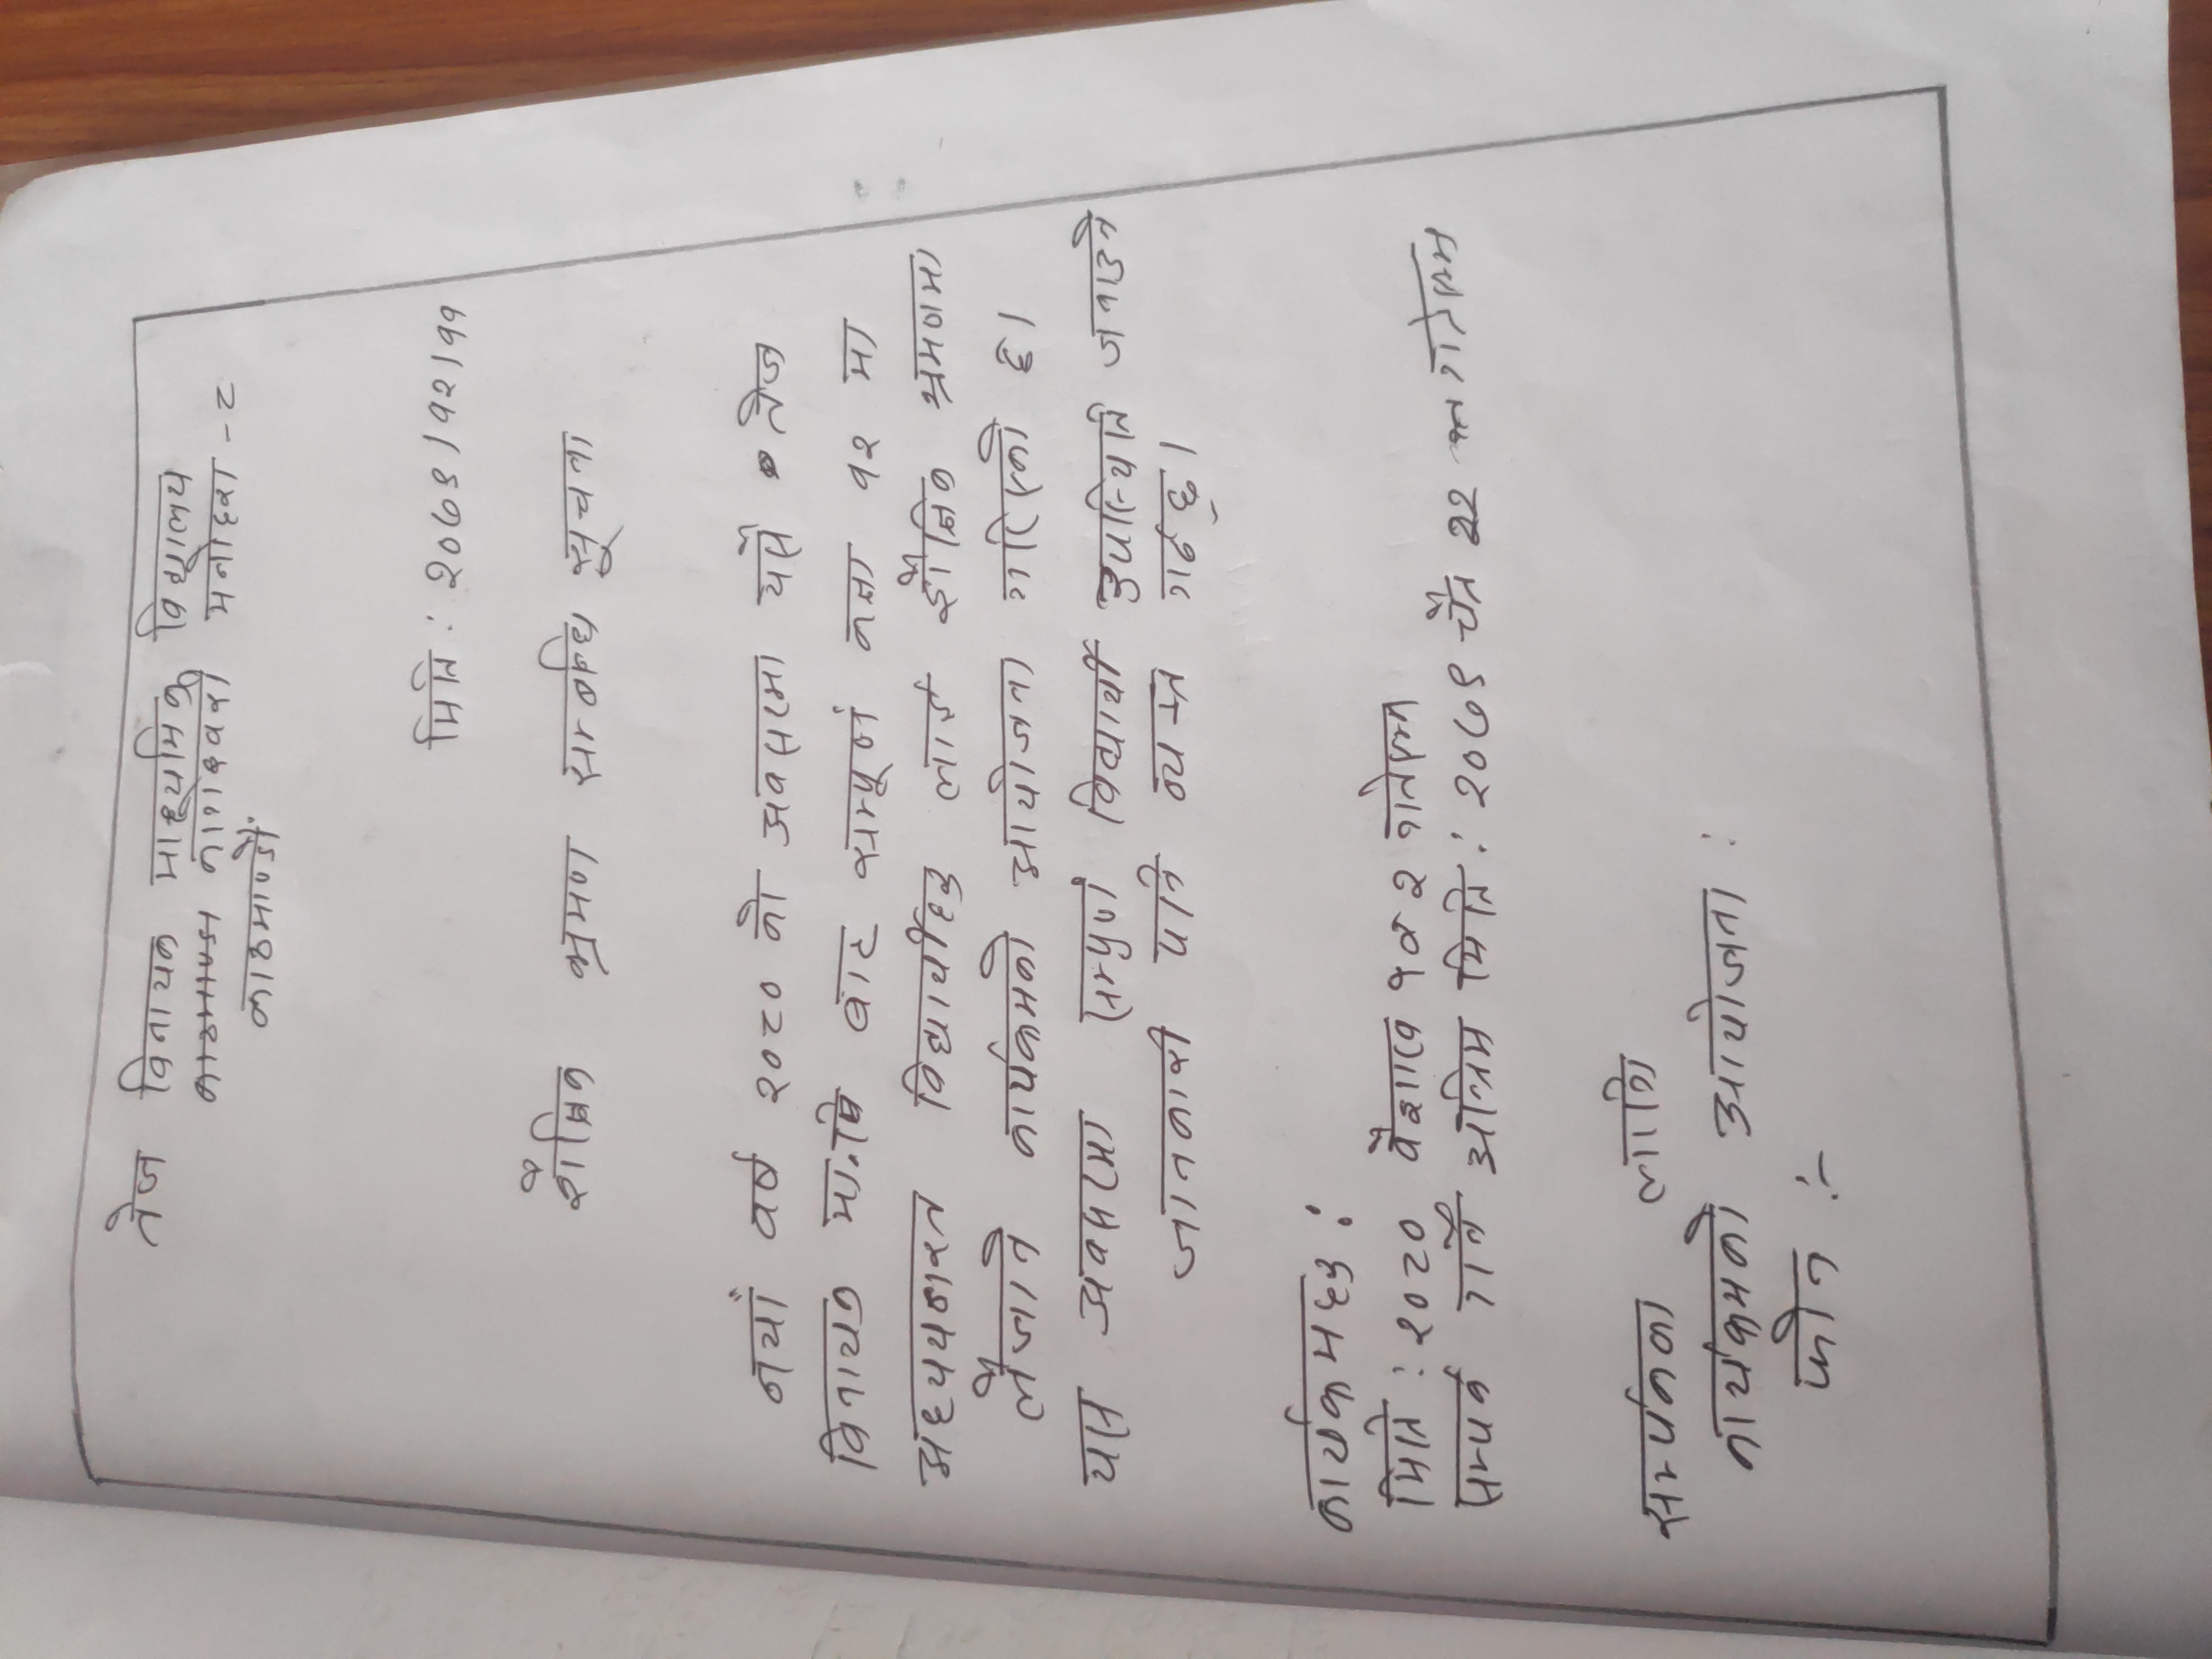 तेज विनायक माध्यमिक विद्यालय
कागेश्वरी मनोहरा - ८
काठमाण्डौं
मिति : २०७९/१२/११
शैक्षिक भ्रमण सम्बन्धि सूचना
नयाँ वर्ष २०८० को अवसरमा यसै तेज
विनायक मा.वि बाट सम्पूर्ण कक्षा १२ मा
अध्ययनरत विद्यार्थीहरु लाई शैक्षिक भ्रमणमा
लैजाने कार्यक्रमको आयोजना गरिएको छ।
यस अवसरमा सम्पुर्ण विद्यार्थी उपस्थिति जनाउने
जानकारी पनि व्यक्त गर्दछु।
कार्यक्रमहरु :
मिति : २०८० वैशाख १ र २ गतेसम्म
सम्पर्क गर्ने अन्तिम मिति : २०७९ चैत्र २२ गतेसम्म
सम्पर्कका लागि
कार्यक्रमको आयोजना :
फोन :-